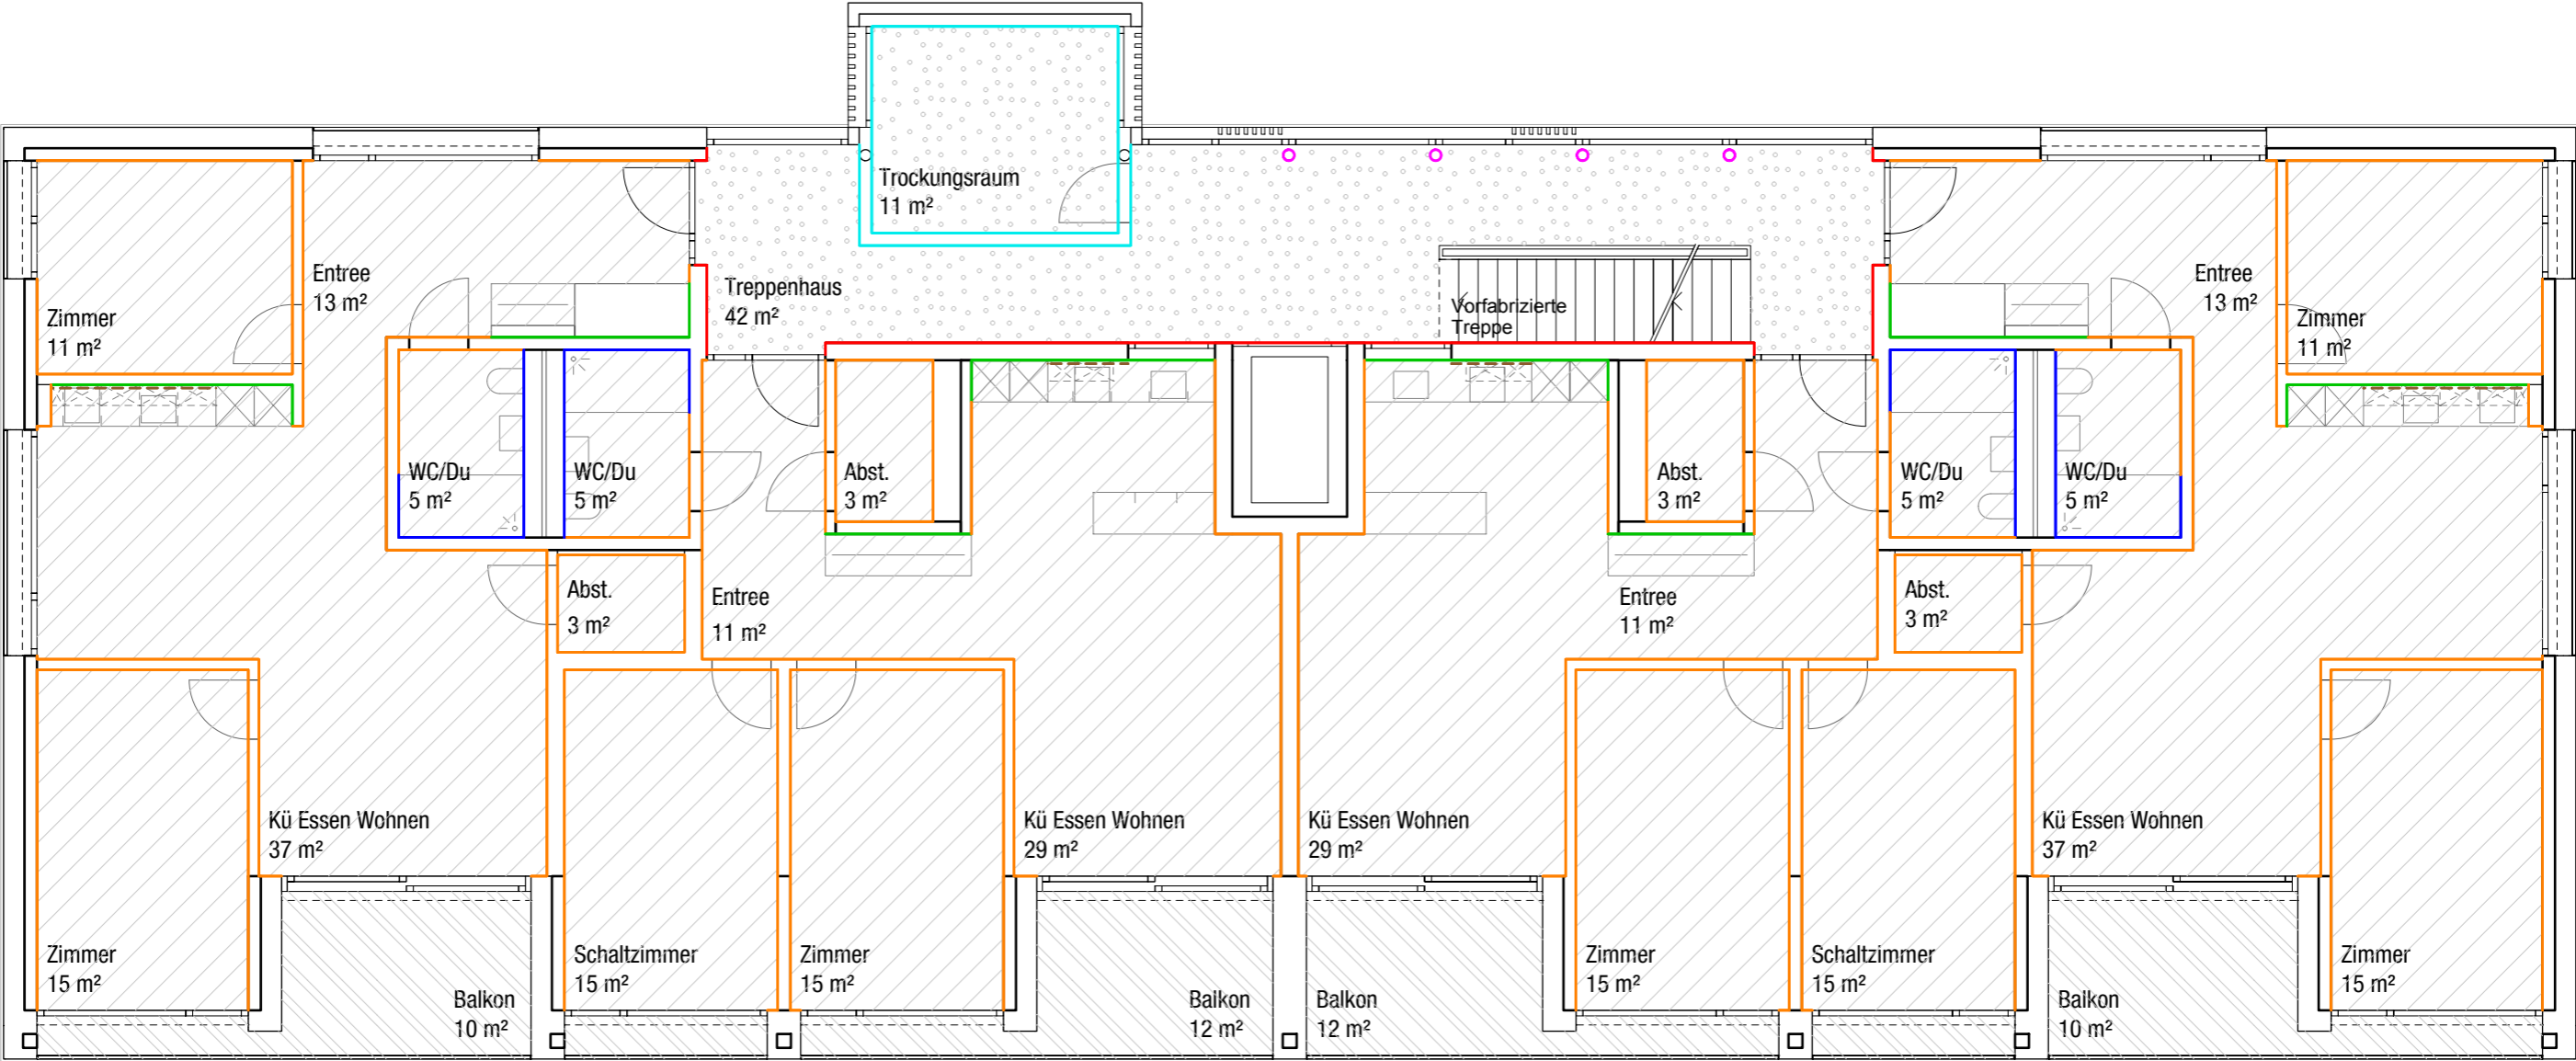 Trockungsraum
11 m²
Treppenhaus
42 m²
Vorfabrizierte
Treppe
Entree
13 m²
Zimmer
11 m²
Entree
13 m²
Zimmer
11 m²
WC/Du
5 m²
WC/Du
5 m²
Abst.
3 m²
Abst.
3 m²
WC/Du
5 m²
WC/Du
5 m²
Abst.
3 m²
Entree
11 m²
Entree
11 m²
Abst.
3 m²
Kü Essen Wohnen
37 m²
Kü Essen Wohnen
29 m²
Kü Essen Wohnen
29 m²
Kü Essen Wohnen
37 m²
Zimmer
15 m²
Schaltzimmer
15 m²
Zimmer
15 m²
Zimmer
15 m²
Schaltzimmer
15 m²
Zimmer
15 m²
Balkon
10 m²
Balkon
12 m²
Balkon
12 m²
Balkon
10 m²